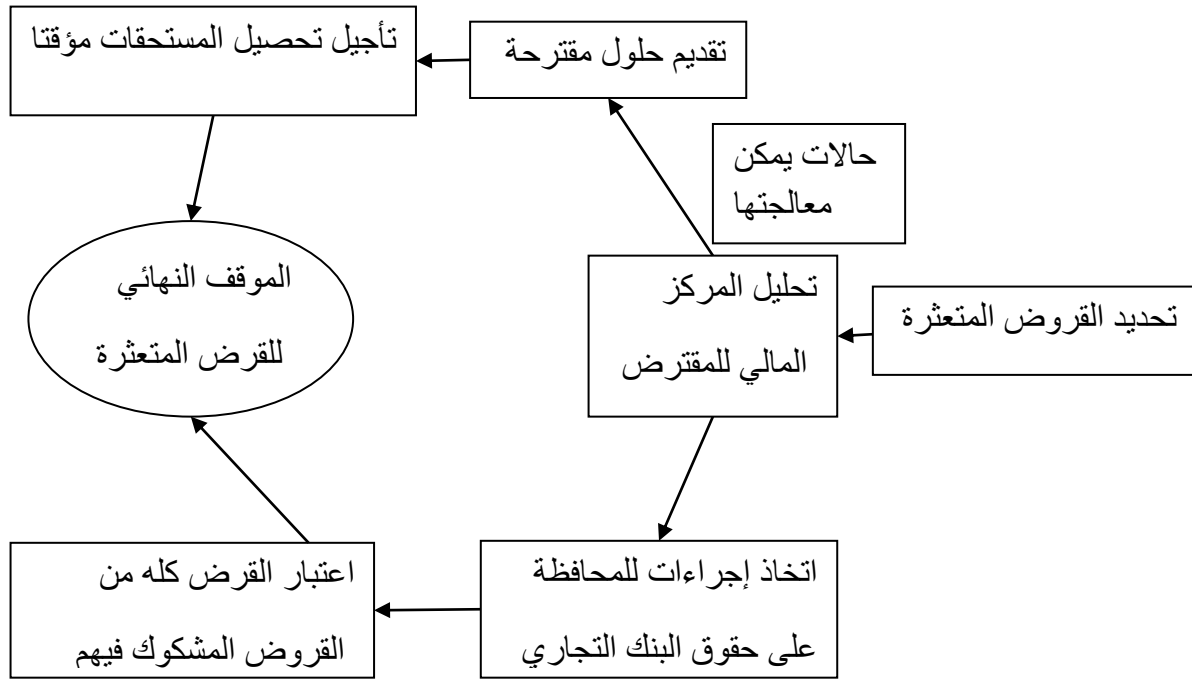 تقديم حلول مقترحة
تأجيل تحصيل المستحقات مؤقتا
حالات يمكن
معالجتها
تحديد القروض المتعثرة
تحليل المركز
المالي للمقترض
الموقف النهائي
للقرض المتعثرة
اتخاذ إجراءات للمحافظة
على حقوق البنك التجاري
اعتبار القرض كله من
القروض المشكوك فيهم